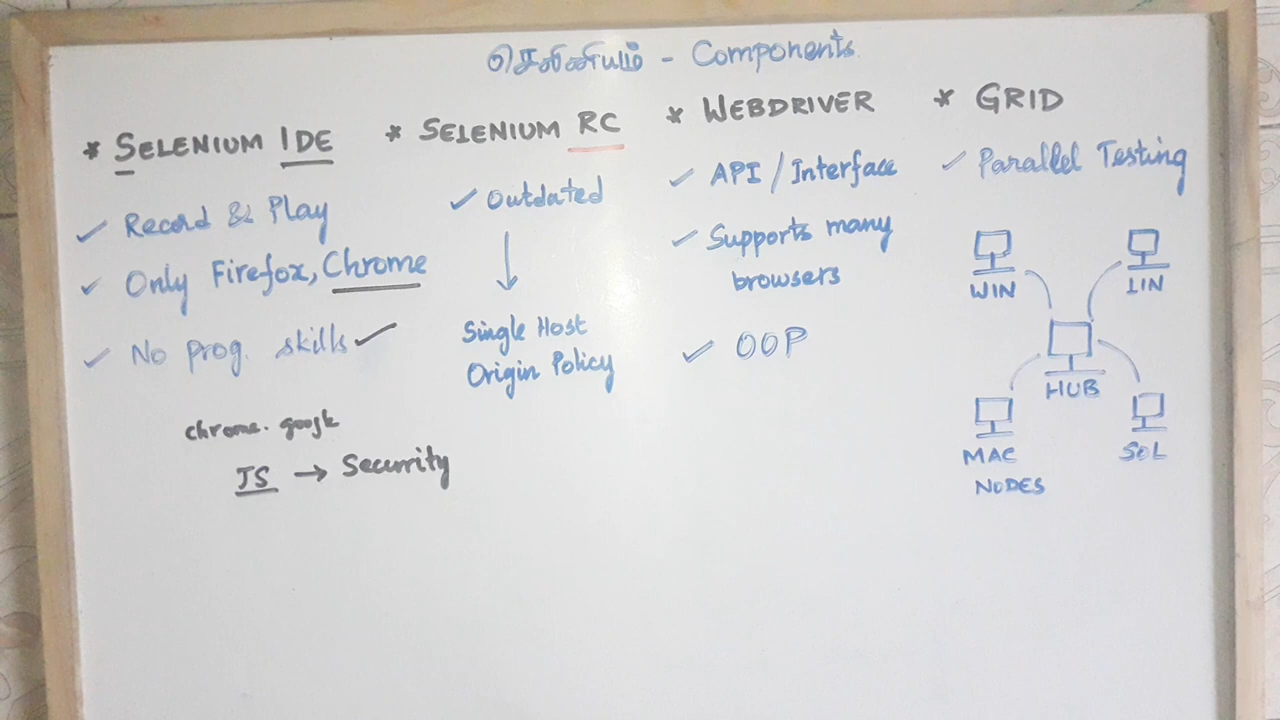 செலினியம் - Components
* SELENIUM IDE
✓ Record & Play
✓ Only Firefox, Chrome
✓ No prog. skills ✓
chrome. google
JS → Security
* SELENIUM RC
✓ Outdated
↓
Single Host
Origin Policy
* WEBDRIVER
✓ API / Interface
✓ Supports many
browsers
✓ OOP
* GRID
✓ Parallel Testing
WIN
LIN
HUB
MAC
SOL
NODES